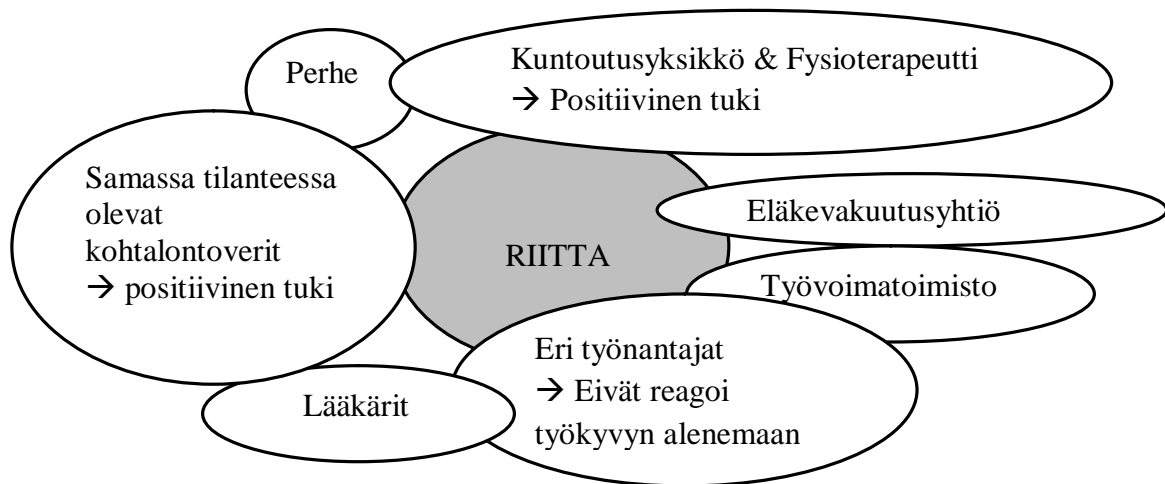 Perhe
Kuntoutusyksikkö & Fysioterapeutti
→ Positiivinen tuki
Samassa tilanteessa
olevat
kohtalontoverit
→ positiivinen tuki
RIITTA
Eläkevakuutusyhtiö
Työvoimatoimisto
Eri työnantajat
→ Eivät reagoi
työkyvyn alenemaan
Lääkärit